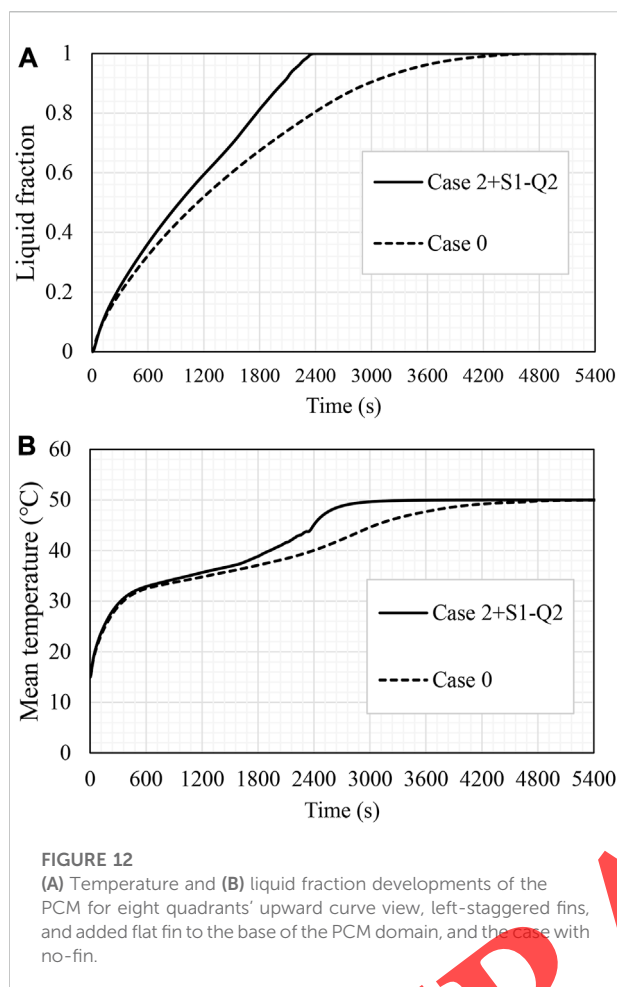 A
1
0.8
0.6
0.4
0.2
0
Liquid fraction
Case 2+S1-Q2
Case 0
0 600 1200 1800 2400 3000 3600 4200 4800 5400
Time (s)
B
60
50
40
30
20
10
0
Mean temperature (°C)
Case 2+S1-Q2
Case 0
0 600 1200 1800 2400 3000 3600 4200 4800 5400
Time (s)
FIGURE 12
(A) Temperature and (B) liquid fraction developments of the
PCM for eight quadrants’ upward curve view, left-staggered fins,
and added flat fin to the base of the PCM domain, and the case with
no-fin.